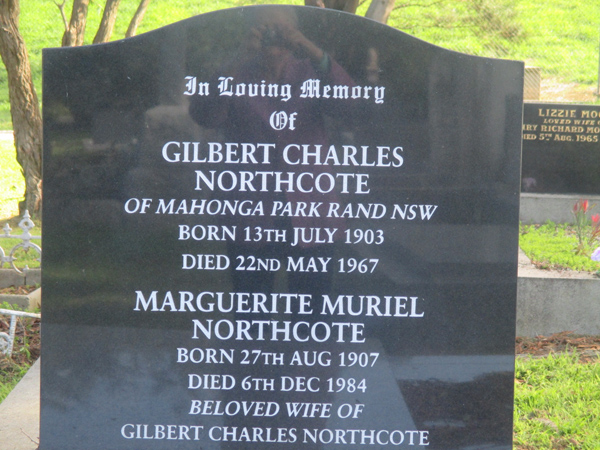 In Loving Memory
Of
GILBERT CHARLES
NORTHCOTE
OF MAHONGA PARK RAND NSW
BORN 13TH JULY 1903
DIED 22ND MAY 1967
MARGUERITE MURIEL
NORTHCOTE
BORN 27TH AUG 1907
DIED 6TH DEC 1984
BELOVED WIFE OF
GILBERT CHARLES NORTHCOTE
LIZZIE
LOVED WIFE
RICHARD
5TH AUG. 1965